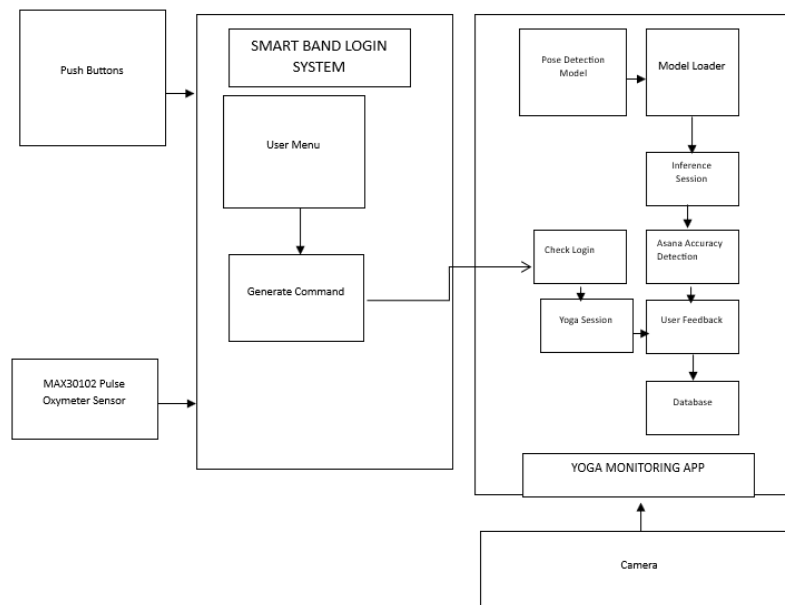 Push Buttons
SMART BAND LOGIN
SYSTEM
User Menu
Generate Command
MAX30102 Pulse
Oxymeter Sensor
Pose Detection
Model
Model Loader
Inference
Session
Check Login
Asana Accuracy
Detection
Yoga Session
User Feedback
Database
YOGA MONITORING APP
Camera